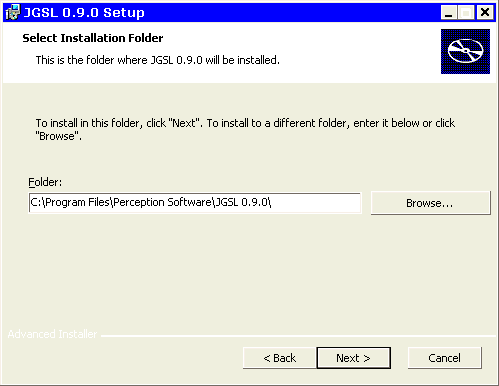 JGSL 0.9.0 Setup
Select Installation Folder
This is the folder where JGSL 0.9.0 will be installed.
To install in this folder, click "Next". To install to a different folder, enter it below or click
"Browse".
Folder:
C:\Program Files\Perception Software\JGSL 0.9.0\
Browse...
Advanced Installer
< Back
Next >
Cancel